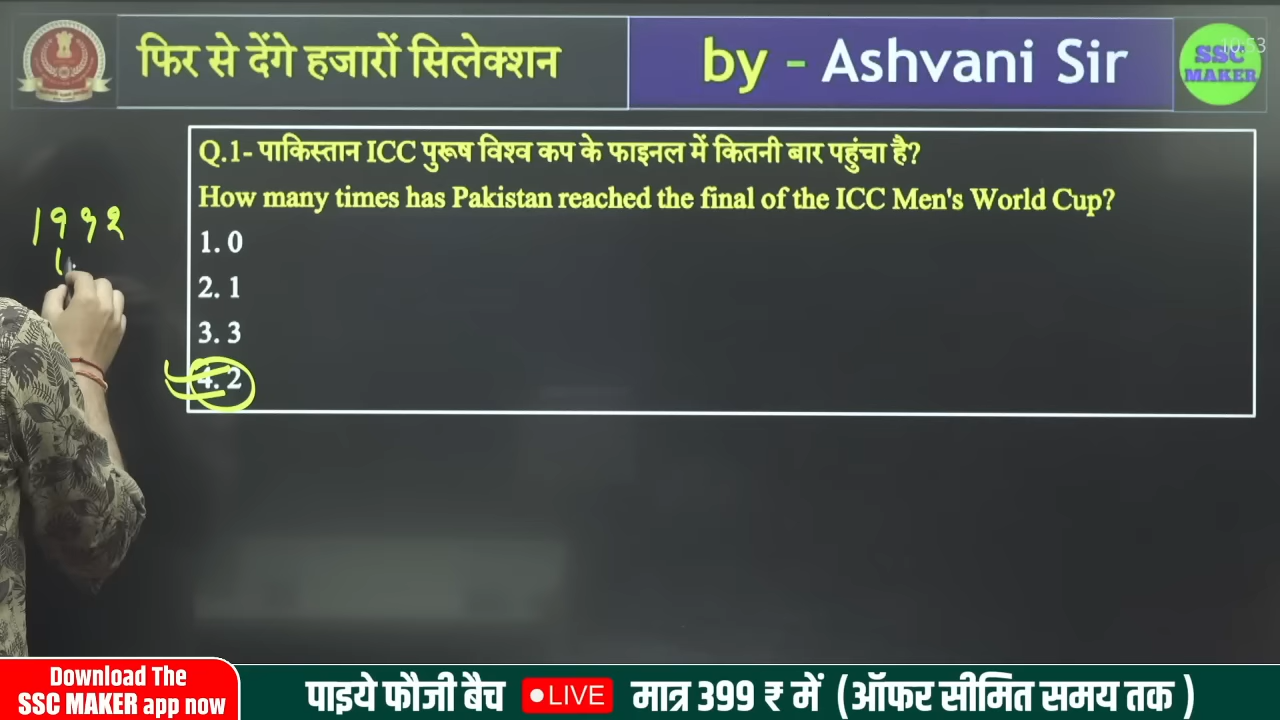 फिर से देंगे हजारों सिलेक्शन
by - Ashvani Sir
SSC
MAKER
10:53
Q.1- पाकिस्तान ICC पुरूष विश्व कप के फाइनल में कितनी बार पहुंचा है?
How many times has Pakistan reached the final of the ICC Men's World Cup?
1. 0
2. 1
3. 3
4. 2
Download The
SSC MAKER app now
पाइये फौजी बैच LIVE मात्र 399 ₹ में (ऑफर सीमित समय तक )